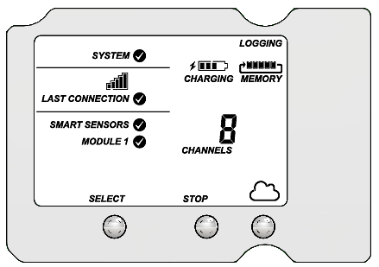 LOGGING
SYSTEM
CHARGING MEMORY
LAST CONNECTION
SMART SENSORS
MODULE 1
8
CHANNELS
SELECT STOP